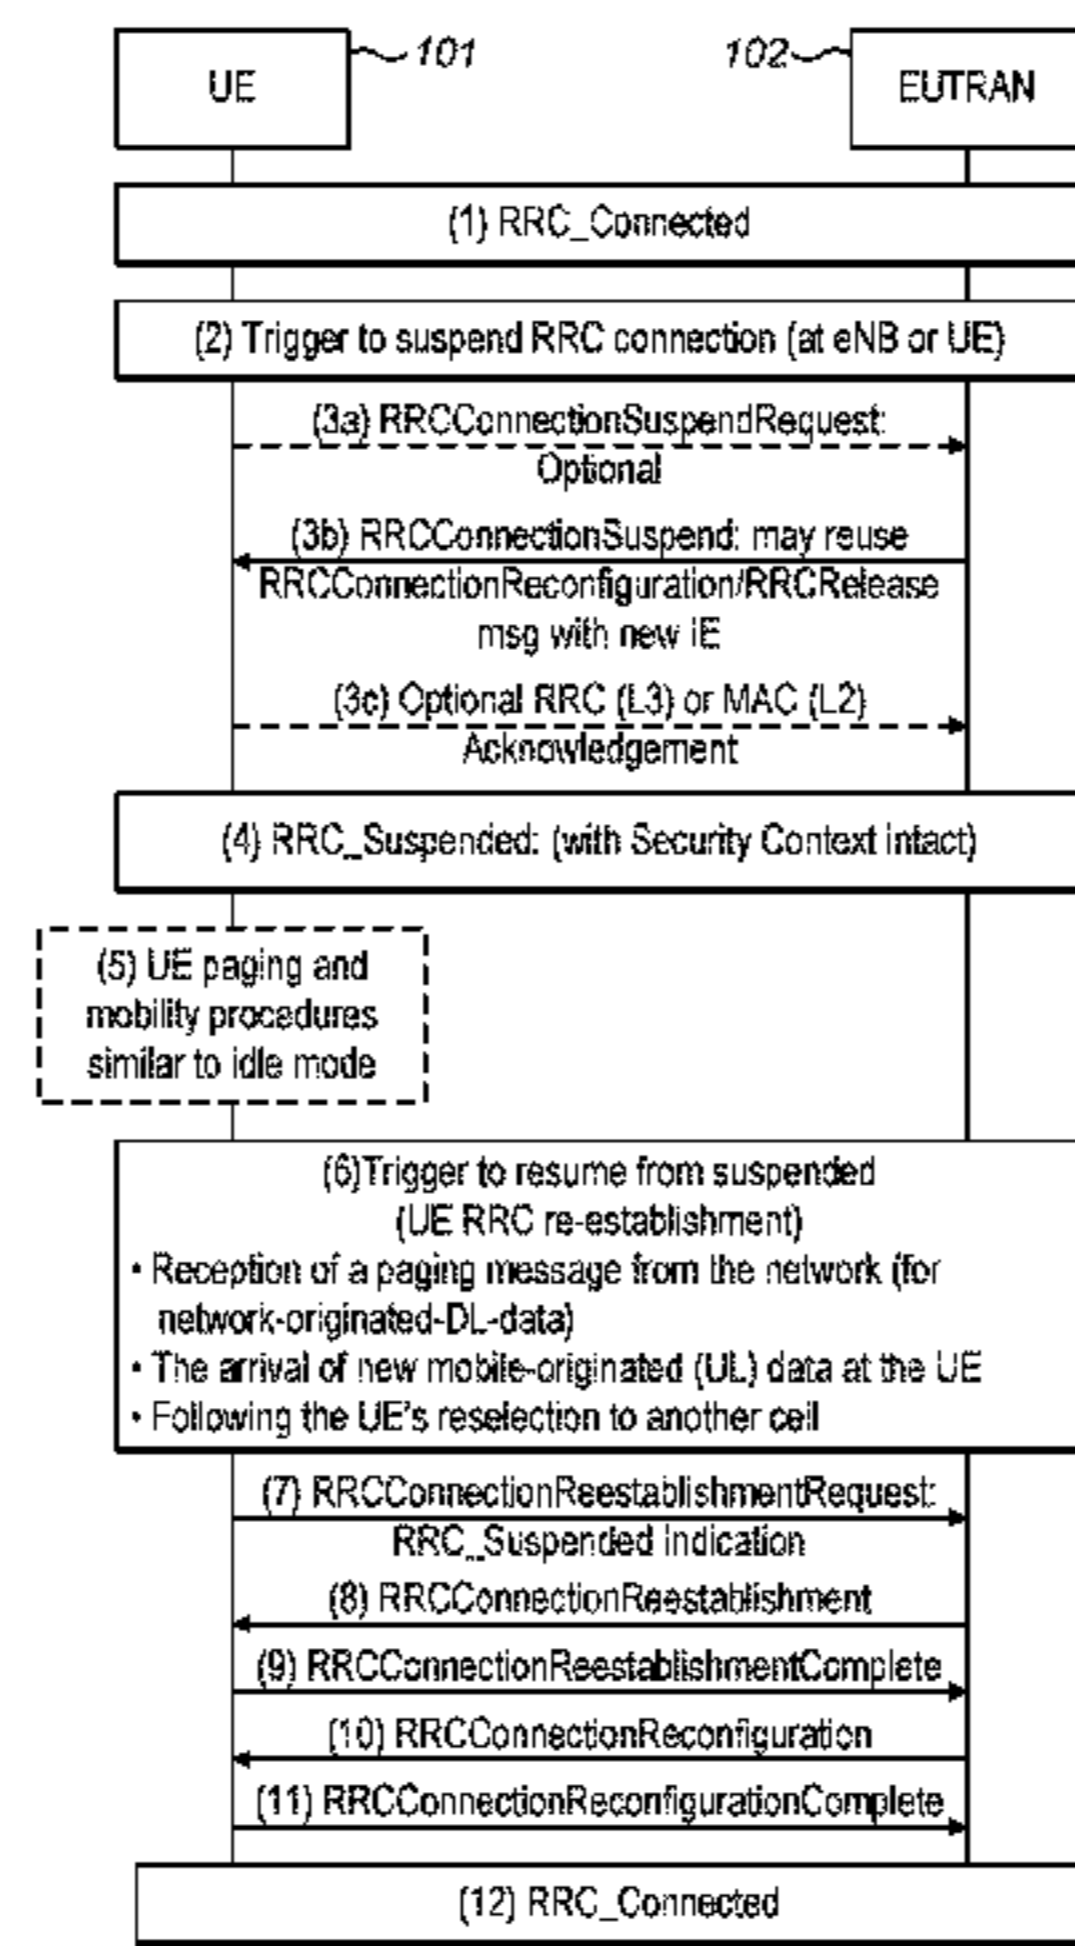 UE
101
102
EUTRAN
(1) RRC_Connected
(2) Trigger to suspend RRC connection (at eNB or UE)
(3a) RRCConnectionSuspendRequest:
Optional
(3b) RRCConnectionSuspend: may reuse
RRCConnectionReconfiguration/RRCRelease
msg with new IE
(3c) Optional RRC (L3) or MAC (L2)
Acknowledgement
(4) RRC_Suspended: (with Security Context intact)
(5) UE paging and
mobility procedures
similar to idle mode
(6)Trigger to resume from suspended
(UE RRC re-establishment)
• Reception of a paging message from the network (for
network-originated-DL-data)
• The arrival of new mobile-originated (UL) data at the UE
• Following the UE's reselection to another cell
(7) RRCConnectionReestablishmentRequest:
RRC_Suspended indication
(8) RRCConnectionReestablishment
(9) RRCConnectionReestablishmentComplete
(10) RRCConnectionReconfiguration
(11) RRCConnectionReconfigurationComplete
(12) RRC_Connected